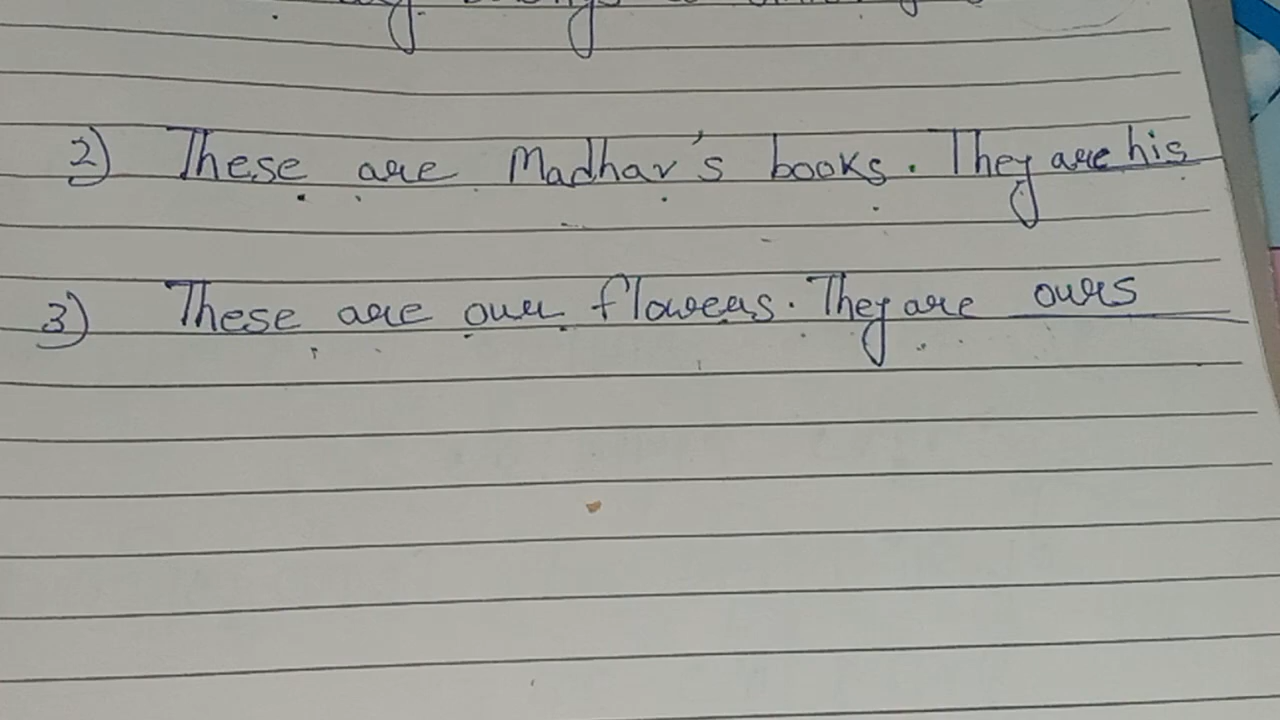 2) These are Madhav's books. They are his
3) These are our flowers. They are ours